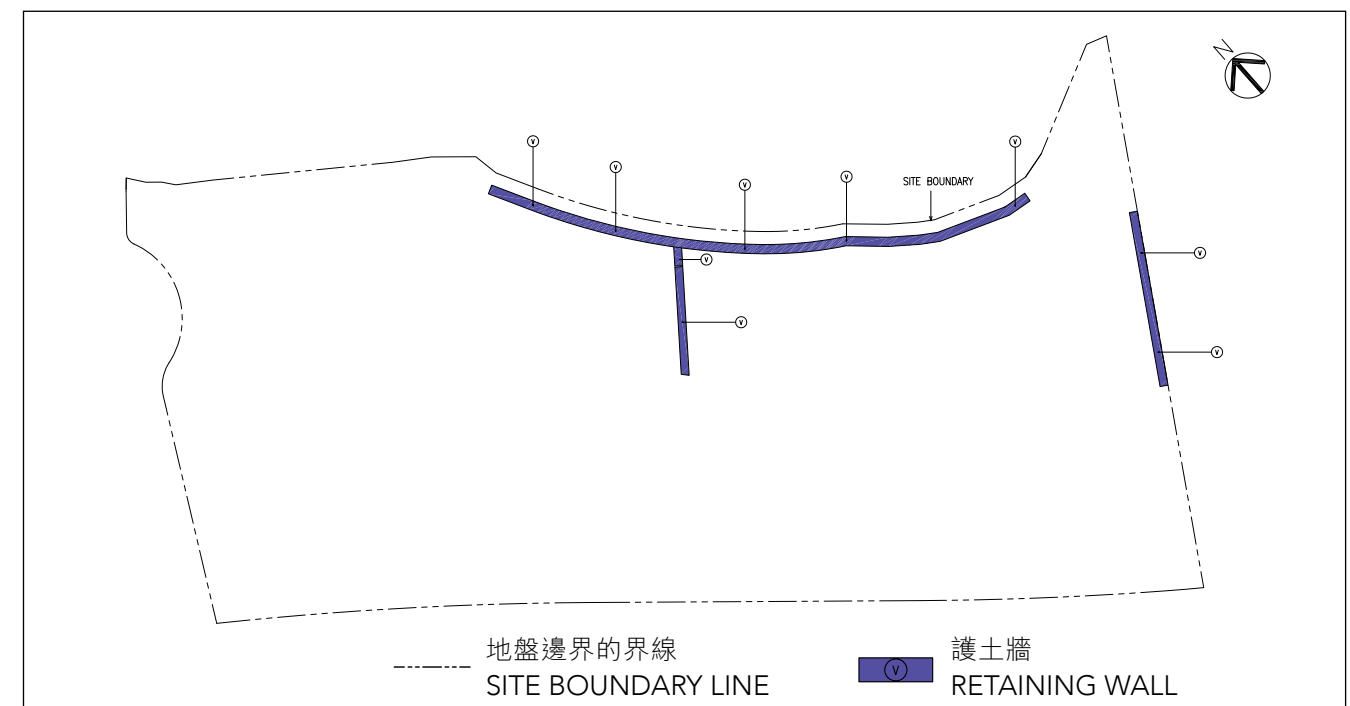 N
V
V
V
V
V
SITE BOUNDARY
V
V
V
V
地盤邊界的界線
SITE BOUNDARY LINE
V
護土牆
RETAINING WALL